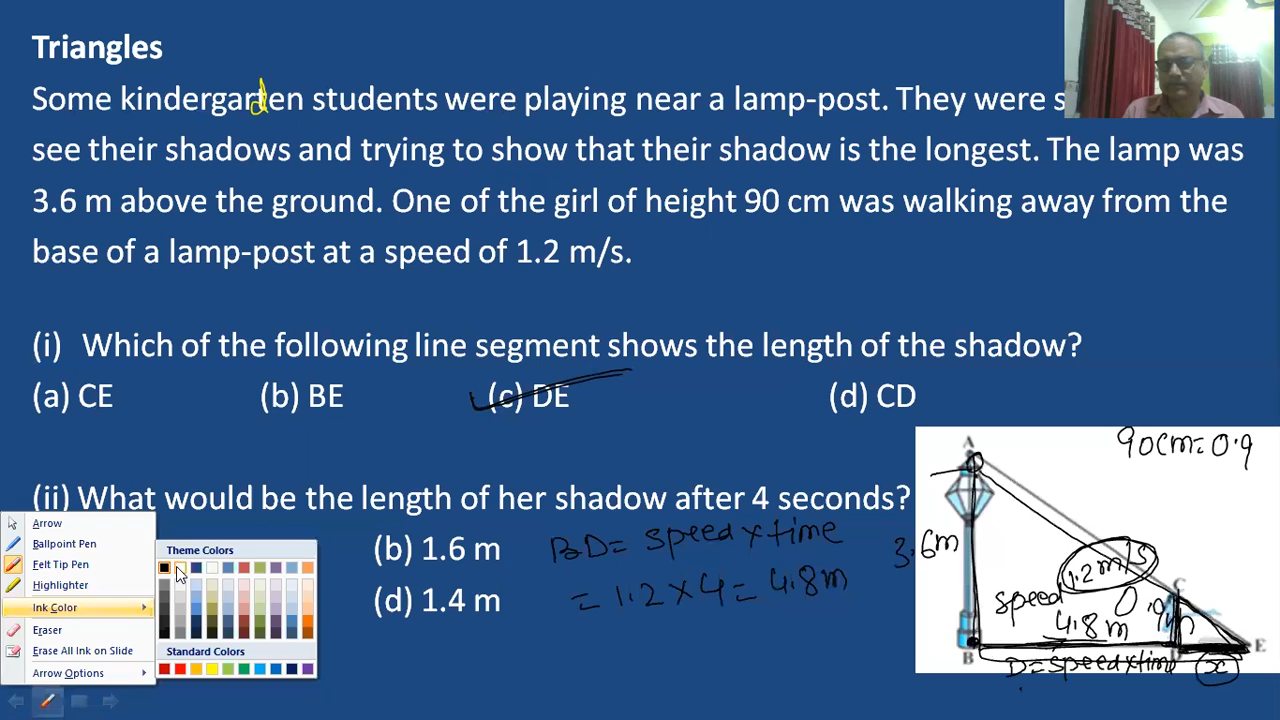 Triangles
Some kindergarten students were playing near a lamp-post. They were
see their shadows and trying to show that their shadow is the longest. The lamp was
3.6 m above the ground. One of the girl of height 90 cm was walking away from the
base of a lamp-post at a speed of 1.2 m/s.
(i) Which of the following line segment shows the length of the shadow?
(a) CE (b) BE (c) DE (d) CD
(ii) What would be the length of her shadow after 4 seconds?
(b) 1.6 m
(d) 1.4 m
BD = speed x time
= 1.2 x 4 = 4.8 m
90 cm = 0.9
A
3.6 m
1.2 m/s
speed
C
0.9m
4.8 m
B D E
D = speed x time
x
Arrow
Ballpoint Pen
Felt Tip Pen
Highlighter
Ink Color
Eraser
Erase All Ink on Slide
Arrow Options
Theme Colors
Standard Colors